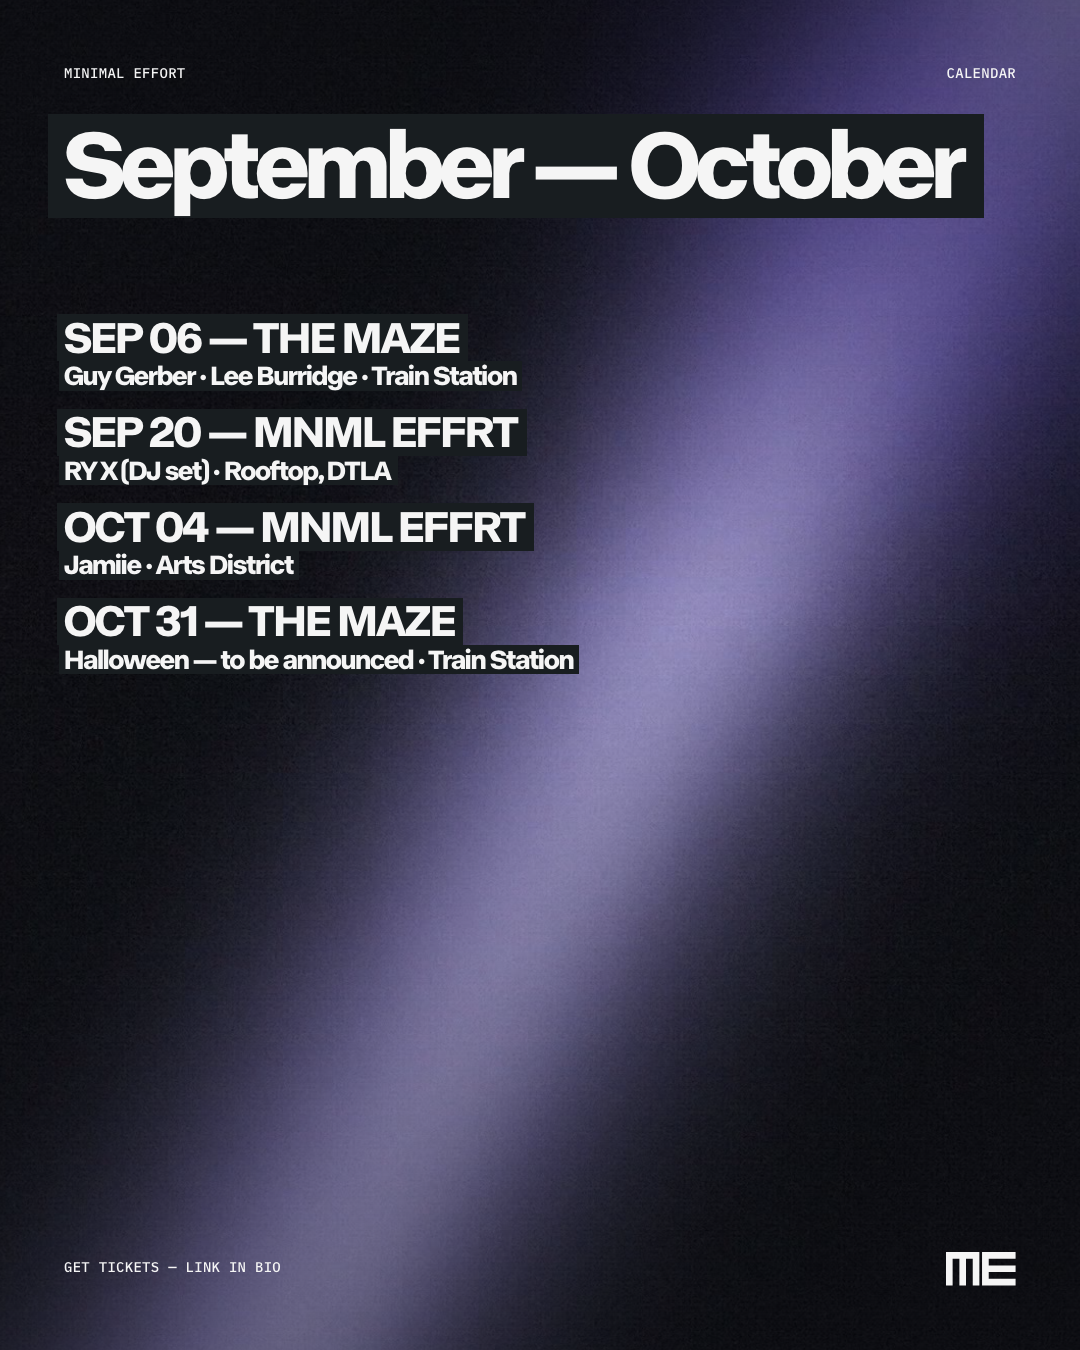 MINIMAL EFFORT
CALENDAR
September — October
SEP 06 — THE MAZE
Guy Gerber · Lee Burridge · Train Station
SEP 20 — MNML EFFRT
RY X (DJ set) · Rooftop, DTLA
OCT 04 — MNML EFFRT
Jamiie · Arts District
OCT 31 — THE MAZE
Halloween — to be announced · Train Station
GET TICKETS — LINK IN BIO
ME